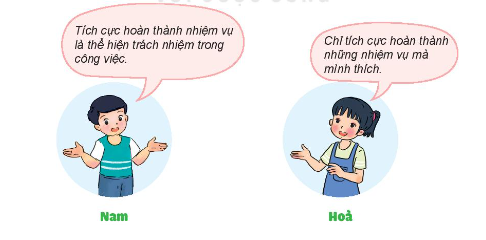 Tích cực hoàn thành nhiệm vụ
là thể hiện trách nhiệm trong
công việc.
Chỉ tích cực hoàn thành
những nhiệm vụ mà
mình thích.
Nam
Hoà